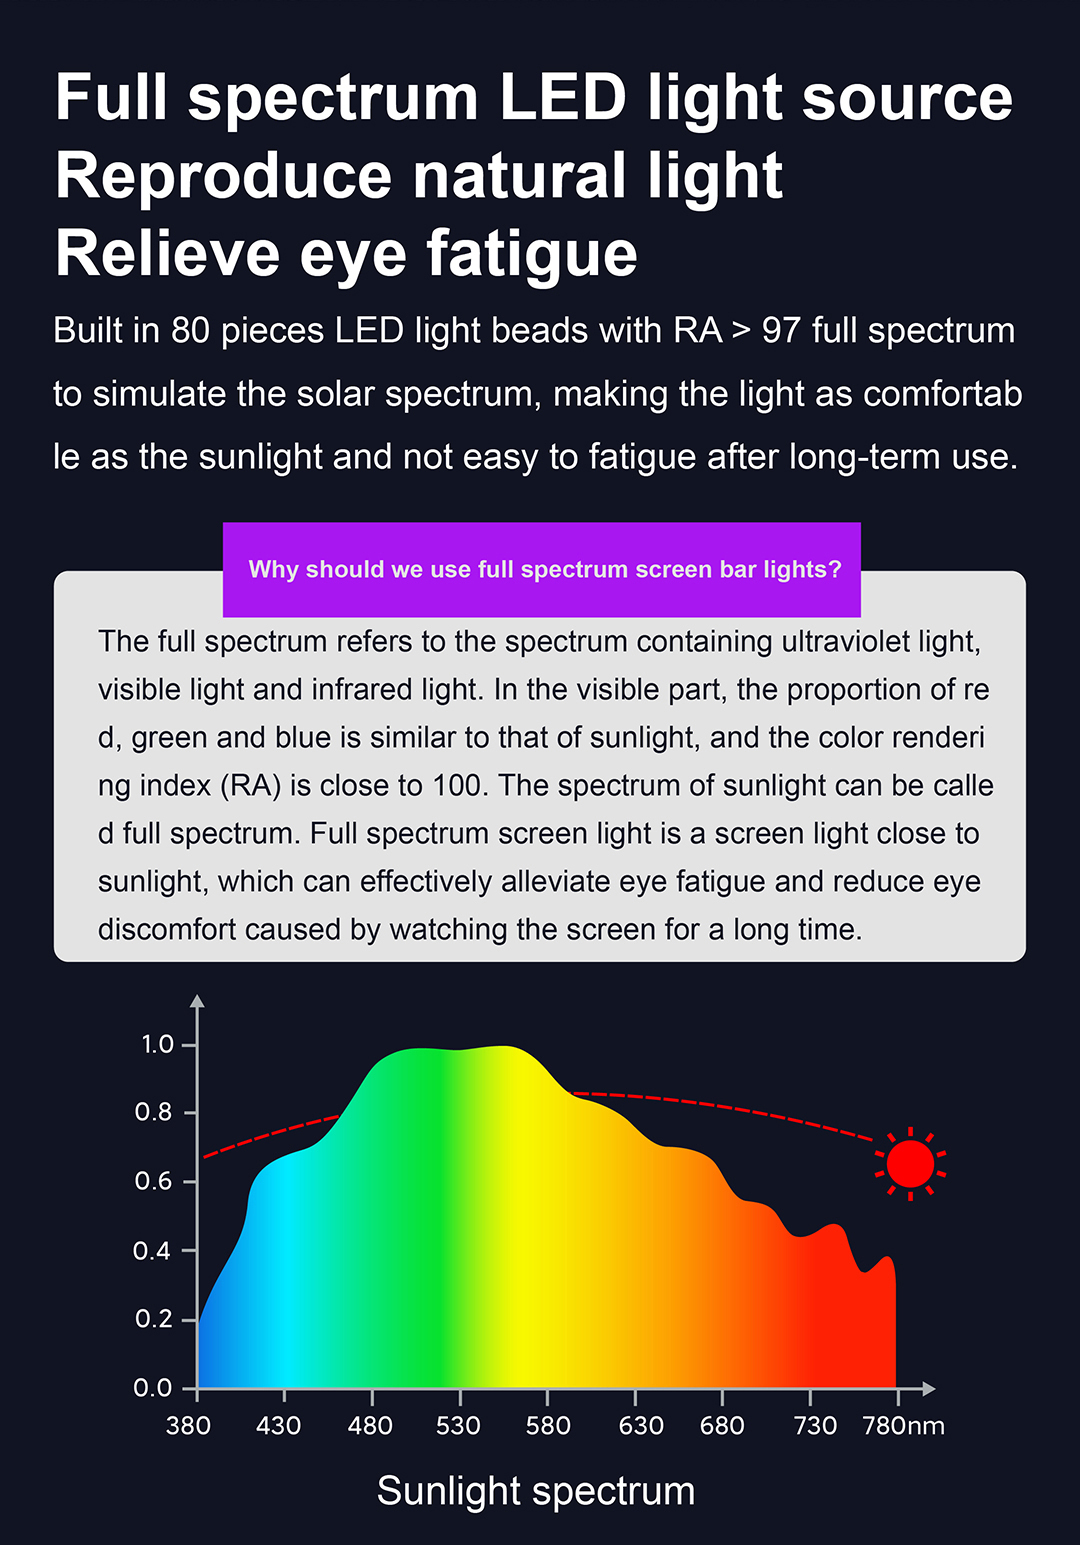 Full spectrum LED light source
Reproduce natural light
Relieve eye fatigue
Built in 80 pieces LED light beads with RA > 97 full spectrum
to simulate the solar spectrum, making the light as comfortab
le as the sunlight and not easy to fatigue after long-term use.
Why should we use full spectrum screen bar lights?
The full spectrum refers to the spectrum containing ultraviolet light,
visible light and infrared light. In the visible part, the proportion of re
d, green and blue is similar to that of sunlight, and the color renderi
ng index (RA) is close to 100. The spectrum of sunlight can be calle
d full spectrum. Full spectrum screen light is a screen light close to
sunlight, which can effectively alleviate eye fatigue and reduce eye
discomfort caused by watching the screen for a long time.
1.0
0.8
0.6
0.4
0.2
0.0
380 430 480 530 580 630 680 730 780nm
Sunlight spectrum